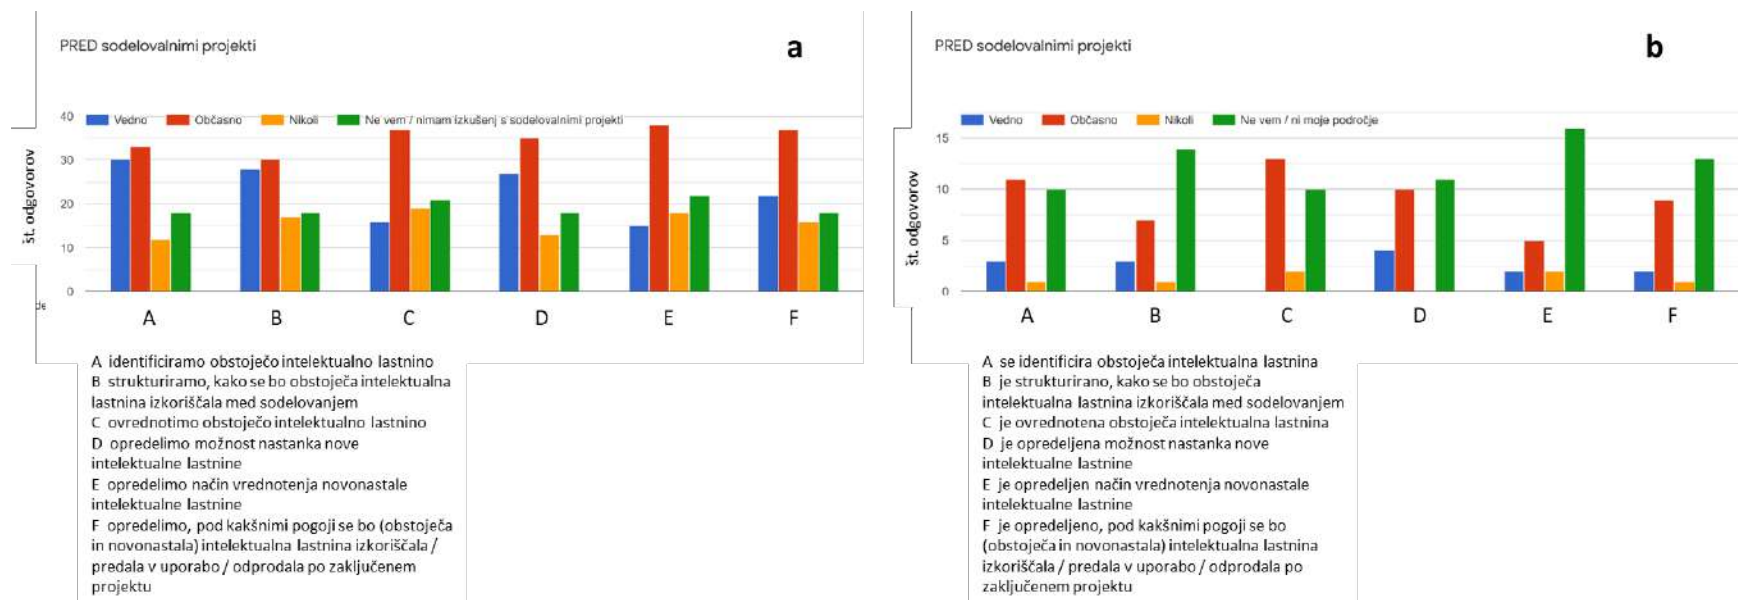 PRED sodelovalnimi projekti
a
Vedno
Občasno
Nikoli
Ne vem / nimam izkušenj s sodelovalnimi projekti
št. odgovorov
40
30
20
10
0
de
A
B
C
D
E
F
A identificiramo obstoječo intelektualno lastnino
B strukturiramo, kako se bo obstoječa intelektualna
lastnina izkoriščala med sodelovanjem
C ovrednotimo obstoječo intelektualno lastnino
D opredelimo možnost nastanka nove
intelektualne lastnine
E opredelimo način vrednotenja novonastale
intelektualne lastnine
F opredelimo, pod kakšnimi pogoji se bo (obstoječa
in novonastala) intelektualna lastnina izkoriščala /
predala v uporabo / odprodala po zaključenem
projektu
PRED sodelovalnimi projekti
b
Vedno
Občasno
Nikoli
Ne vem / ni moje področje
št. odgovorov
15
10
5
0
A
B
C
D
E
F
A se identificira obstoječa intelektualna lastnina
B je strukturirano, kako se bo obstoječa
intelektualna lastnina izkoriščala med sodelovanjem
C je ovrednotena obstoječa intelektualna lastnina
D je opredeljena možnost nastanka nove
intelektualne lastnine
E je opredeljen način vrednotenja novonastale
intelektualne lastnine
F je opredeljeno, pod kakšnimi pogoji se bo
(obstoječa in novonastala) intelektualna lastnina
izkoriščala / predala v uporabo / odprodala po
zaključenem projektu